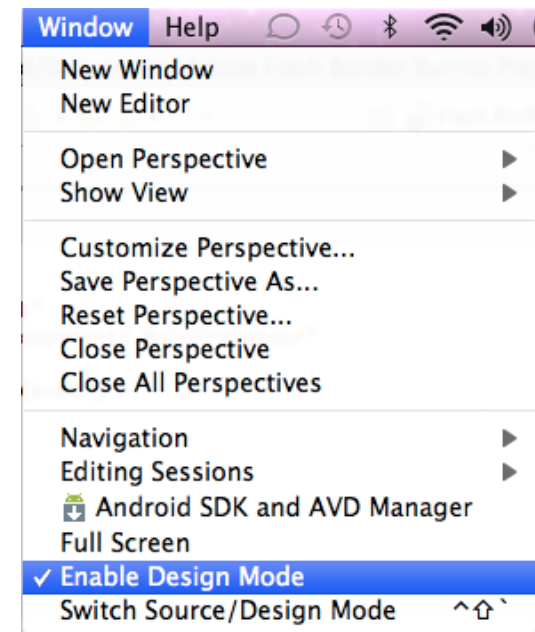 Window Help
New Window
New Editor
Open Perspective
Show View
Customize Perspective...
Save Perspective As...
Reset Perspective...
Close Perspective
Close All Perspectives
Navigation
Editing Sessions
Android SDK and AVD Manager
Full Screen
✓ Enable Design Mode
Switch Source/Design Mode ^⇧`